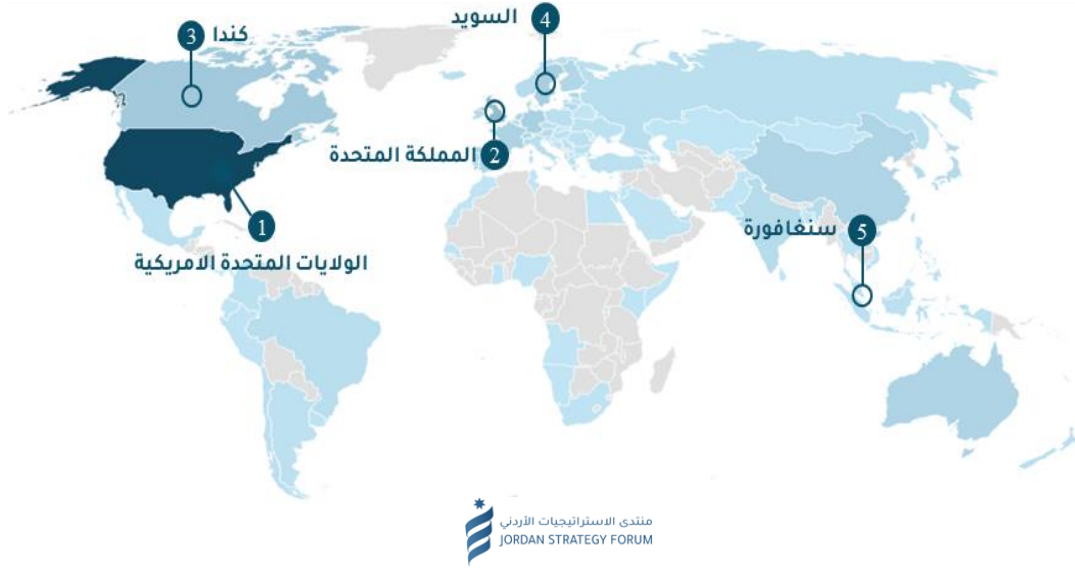 4 السويد
3 كندا
2 المملكة المتحدة
5 سنغافورة
1
الولايات المتحدة الامريكية
منتدى الاستراتيجيات الأردني
JORDAN STRATEGY FORUM